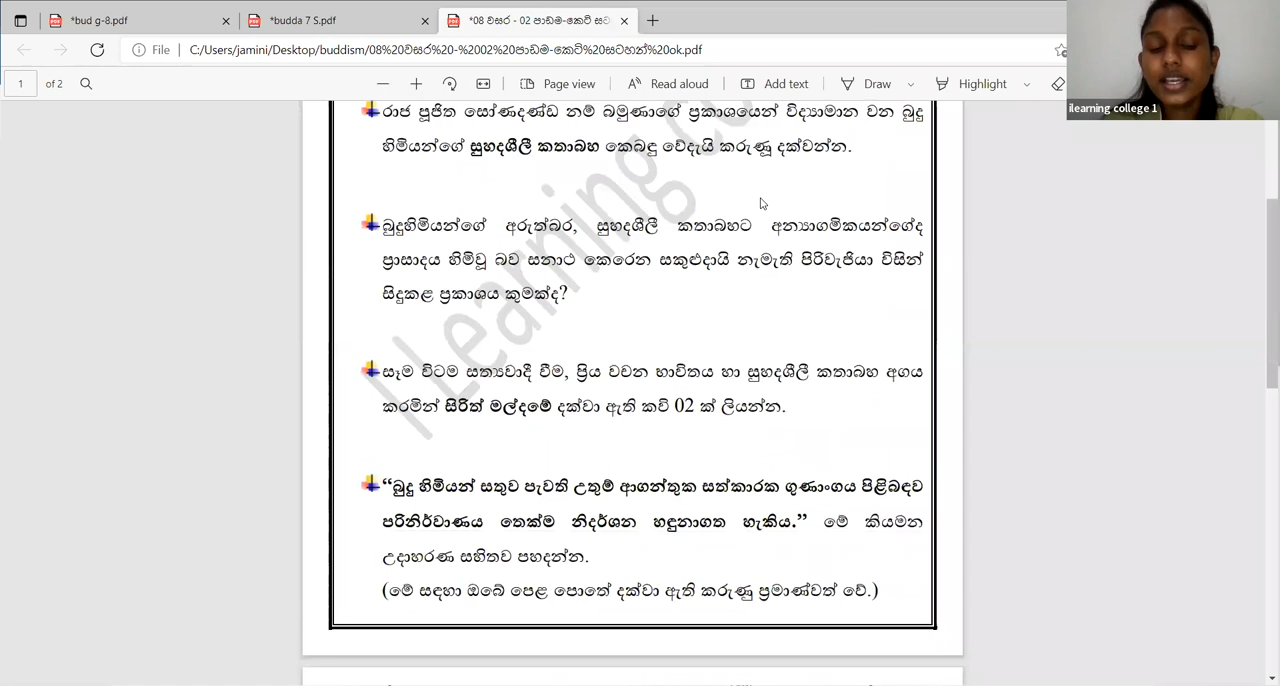 *bud g-8.pdf
*budda 7 S.pdf
*08 වසර - 02 පාඩම-කෙටි සට
File C:/Users/jamini/Desktop/buddism/08%20වසර%20-%2002%20පාඩම-කෙටි%20සටහන්%20ok.pdf
1 of 2 Page view Read aloud Add text Draw Highlight
ilearning college 1
රාජ පූජිත සෝණදණ්ඩ නම් බමුණාගේ ප්‍රකාශයෙන් විද්‍යාමාන වන බුදු
හිමියන්ගේ සුහදශීලී කතාබහ කෙබඳු වේදැයි කරුණූ දක්වන්න.
බුදුහිමියන්ගේ අරුත්බර, සුහදශීලී කතාබහට අන්‍යාගමිකයන්ගේද
ප්‍රාසාදය හිමිවූ බව සනාථ කෙරෙන සකුළුදායි නැමැති පිරිවැජියා විසින්
සිදුකළ ප්‍රකාශය කුමක්ද?
සෑම විටම සත්‍යවාදී වීම, ප්‍රිය වචන භාවිතය හා සුහදශීලී කතාබහ අගය
කරමින් සිරිත් මල්දමේ දක්වා ඇති කවි 02 ක් ලියන්න.
“බුදු හිමියන් සතුව පැවති උතුම් ආගන්තුක සත්කාරක ගුණාංගය පිළිබඳව
පරිනිර්වාණය තෙක්ම නිදර්ශන හඳුනාගත හැකිය.” මේ කියමන
උදාහරණ සහිතව පහදන්න.
(මේ සඳහා ඔබේ පෙළ පොතේ දක්වා ඇති කරුණු ප්‍රමාණවත් වේ.)
I Learning co